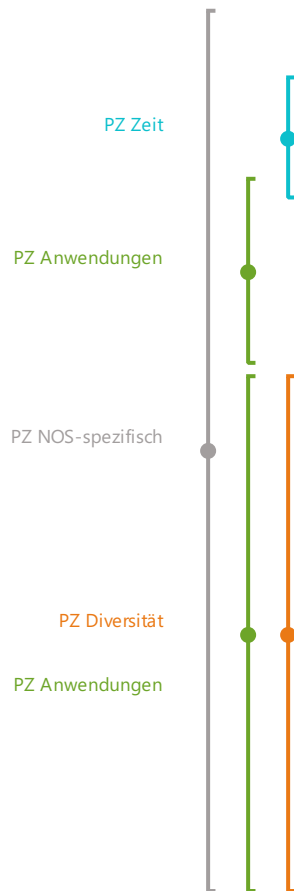 PZ Zeit
PZ Anwendungen
PZ NOS-spezifisch
PZ Diversität
PZ Anwendungen